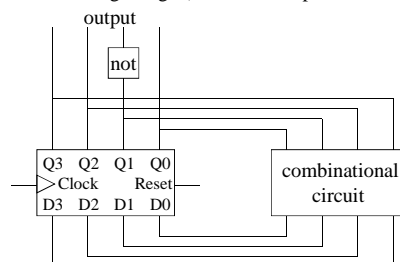 output
not
Q3 Q2 Q1 Q0
Clock Reset
D3 D2 D1 D0
combinational
circuit